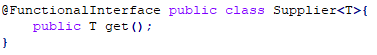 @FunctionalInterface public class Supplier<T>{
    public T get();
}